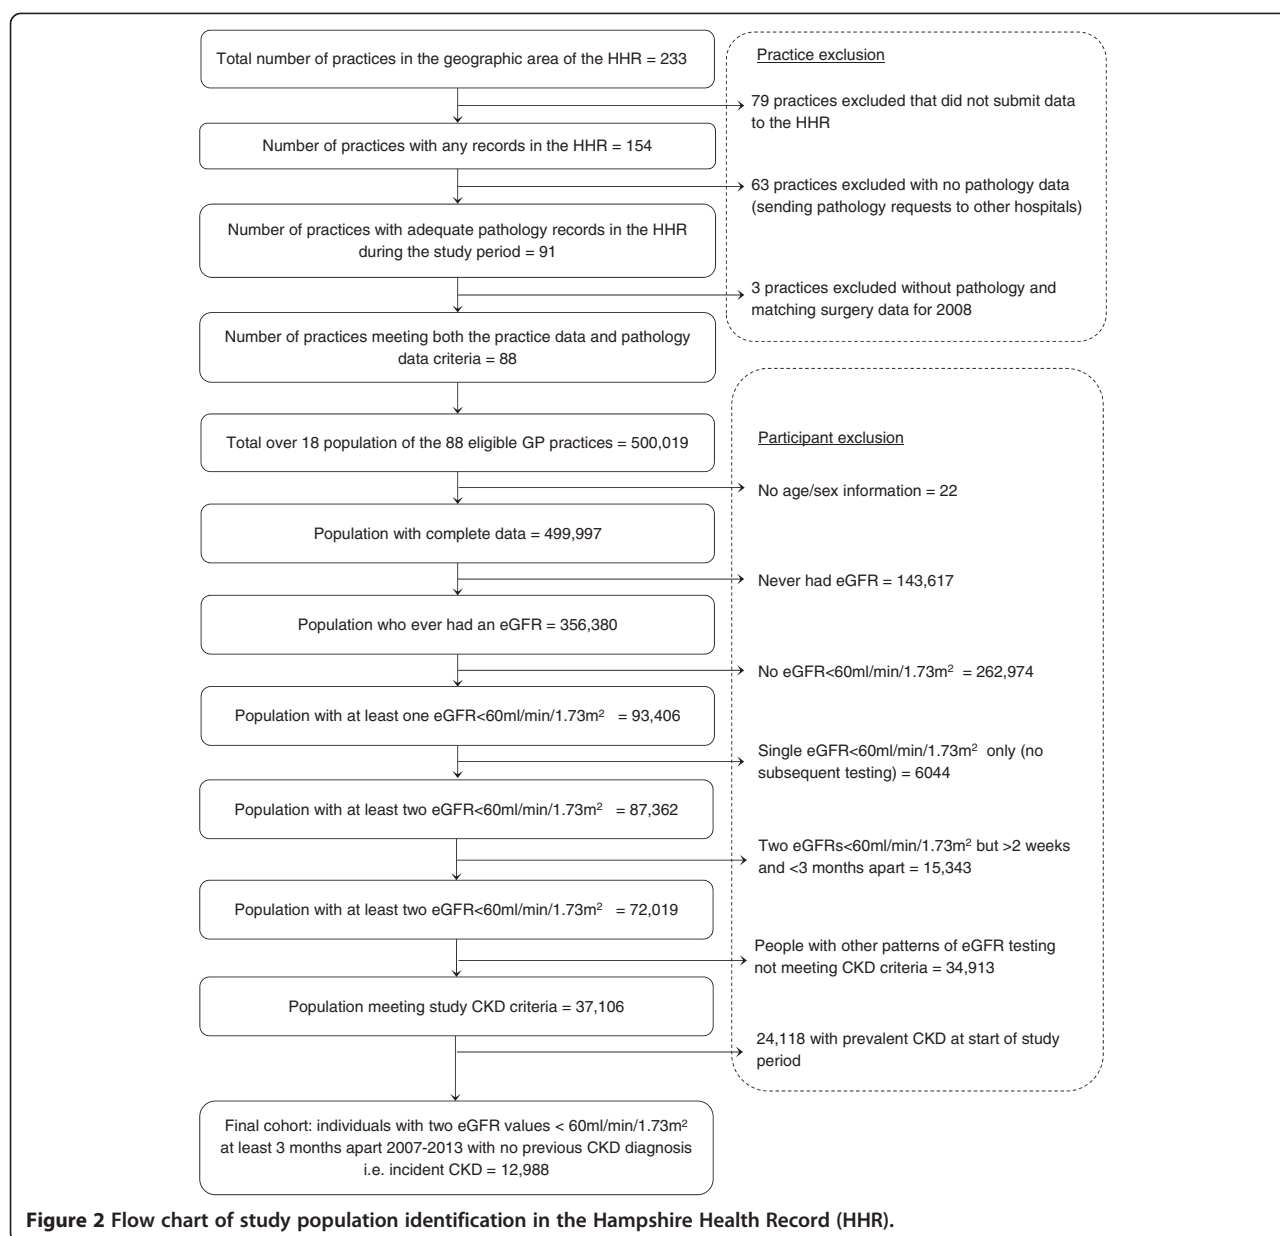 Total number of practices in the geographic area of the HHR = 233
Practice exclusion
79 practices excluded that did not submit data
to the HHR
Number of practices with any records in the HHR = 154
63 practices excluded with no pathology data
(sending pathology requests to other hospitals)
Number of practices with adequate pathology records in the HHR
during the study period = 91
3 practices excluded without pathology and
matching surgery data for 2008
Number of practices meeting both the practice data and pathology
data criteria = 88
Total over 18 population of the 88 eligible GP practices = 500,019
Participant exclusion
No age/sex information = 22
Population with complete data = 499,997
Never had eGFR = 143,617
Population who ever had an eGFR = 356,380
No eGFR<60ml/min/1.73m² = 262,974
Population with at least one eGFR<60ml/min/1.73m² = 93,406
Single eGFR<60ml/min/1.73m² only (no
subsequent testing) = 6044
Population with at least two eGFR<60ml/min/1.73m² = 87,362
Two eGFRs<60ml/min/1.73m² but >2 weeks
and <3 months apart = 15,343
Population with at least two eGFR<60ml/min/1.73m² = 72,019
People with other patterns of eGFR testing
not meeting CKD criteria = 34,913
Population meeting study CKD criteria = 37,106
24,118 with prevalent CKD at start of study
period
Final cohort: individuals with two eGFR values < 60ml/min/1.73m²
at least 3 months apart 2007-2013 with no previous CKD diagnosis
i.e. incident CKD = 12,988
Figure 2 Flow chart of study population identification in the Hampshire Health Record (HHR).